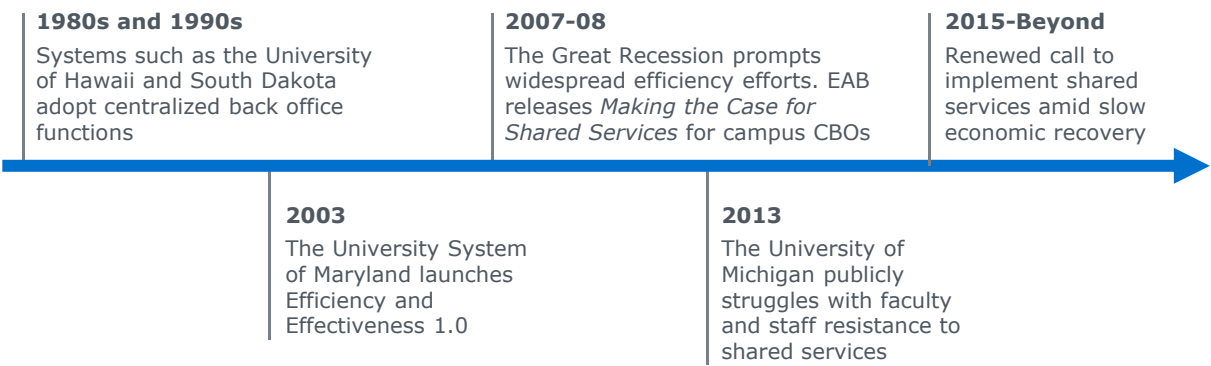 1980s and 1990s
Systems such as the University
of Hawaii and South Dakota
adopt centralized back office
functions
2003
The University System
of Maryland launches
Efficiency and
Effectiveness 1.0
2007-08
The Great Recession prompts
widespread efficiency efforts. EAB
releases Making the Case for
Shared Services for campus CBOs
2013
The University of
Michigan publicly
struggles with faculty
and staff resistance to
shared services
2015-Beyond
Renewed call to
implement shared
services amid slow
economic recovery